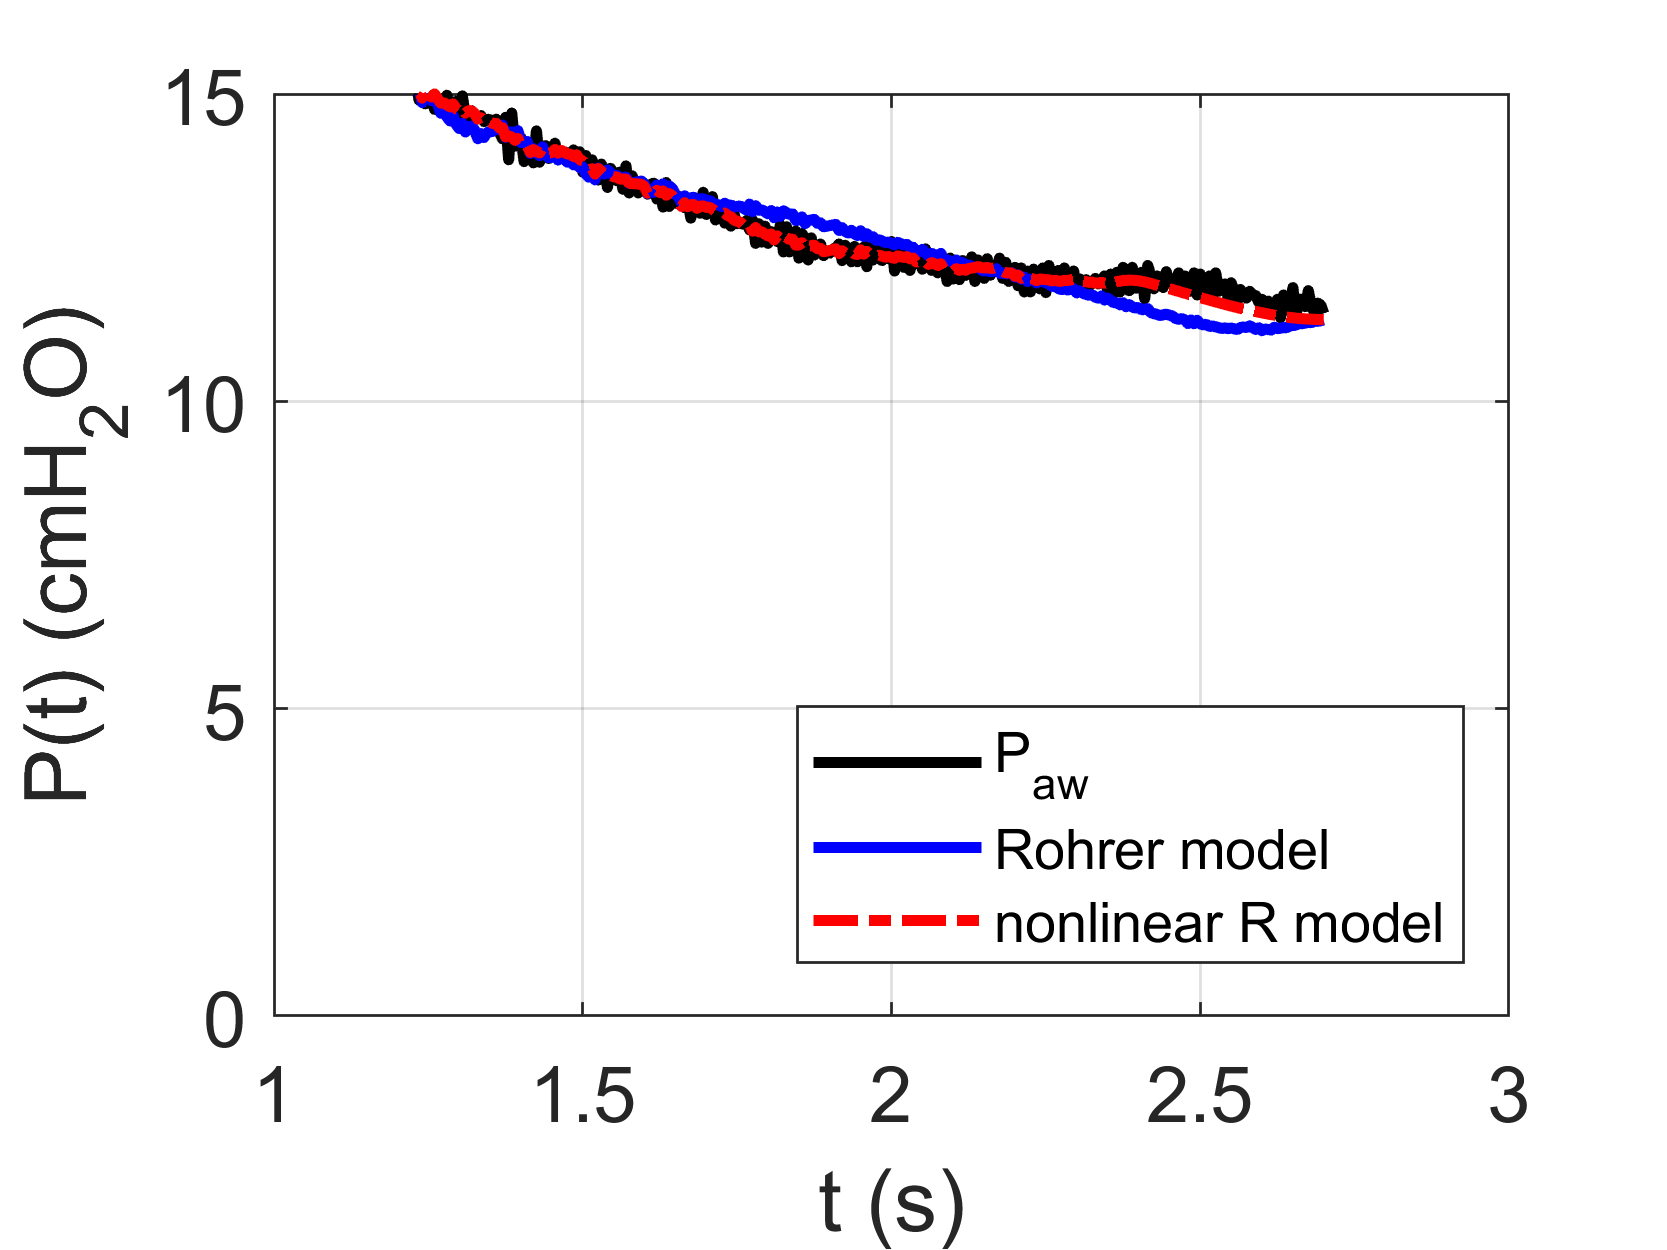 P(t) (cmH2O)
15
10
5
0
1 1.5 2 2.5 3
t (s)
Paw
Rohrer model
nonlinear R model